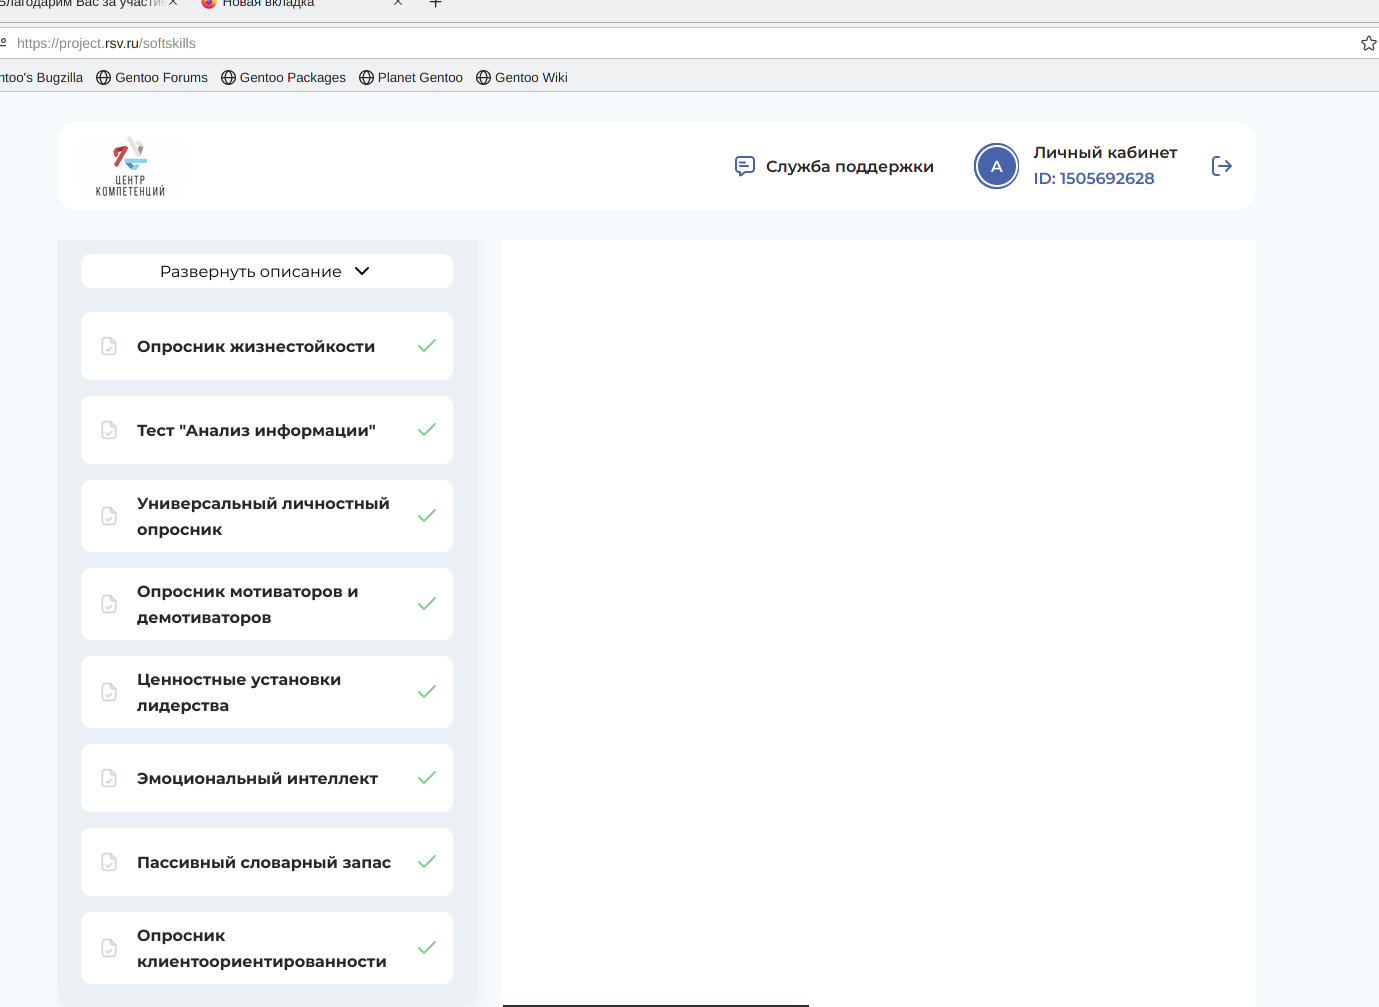 Благодарим Вас за участие
Новая вкладка
https://project.rsv.ru/softskills
ntoo's Bugzilla
Gentoo Forums
Gentoo Packages
Planet Gentoo
Gentoo Wiki
ЦЕНТР
КОМПЕТЕНЦИЙ
Служба поддержки
А
Личный кабинет
ID: 1505692628
Развернуть описание
Опросник жизнестойкости
Тест "Анализ информации"
Универсальный личностный
опросник
Опросник мотиваторов и
демотиваторов
Ценностные установки
лидерства
Эмоциональный интеллект
Пассивный словарный запас
Опросник
клиентоориентированности